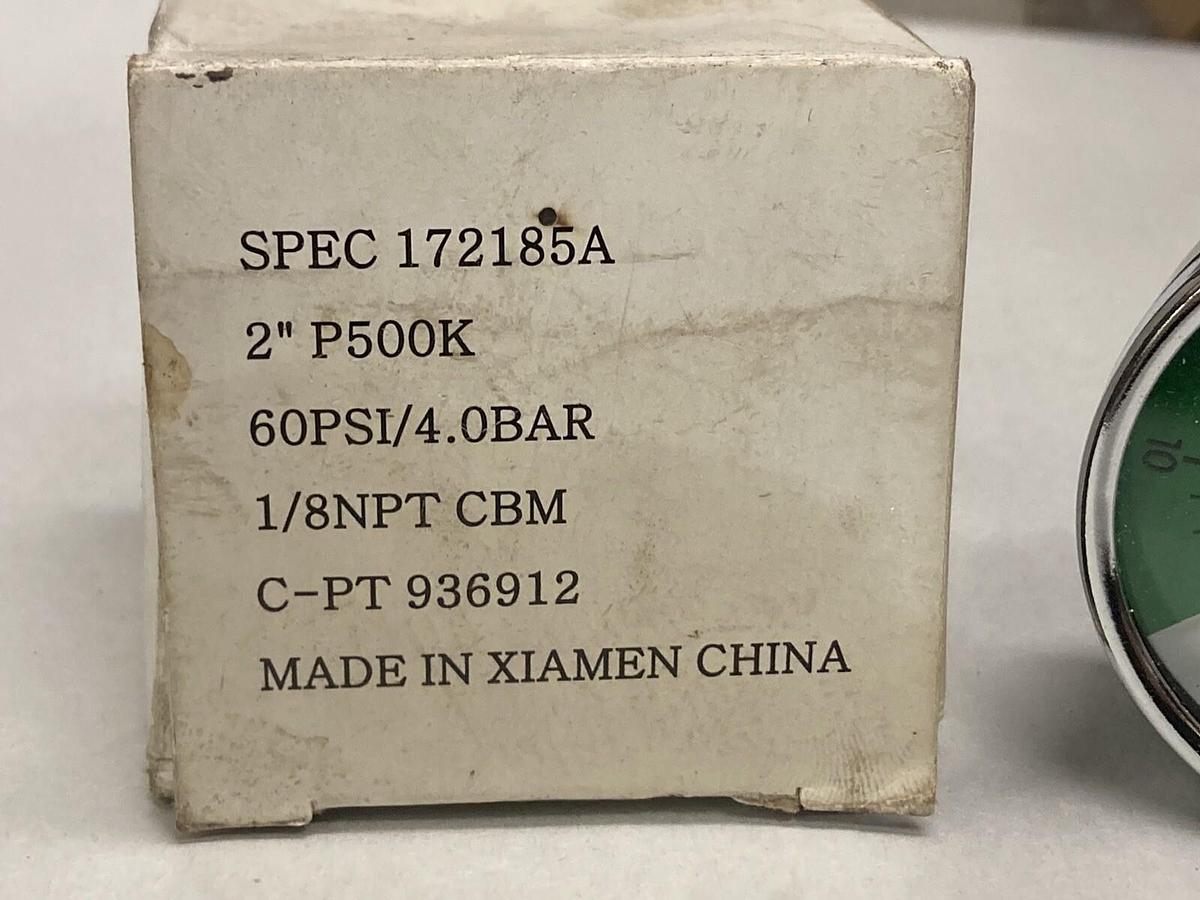 SPEC 172185A
2" P500K
60PSI/4.0BAR
1/8NPT CBM
C-PT 936912
MADE IN XIAMEN CHINA
10